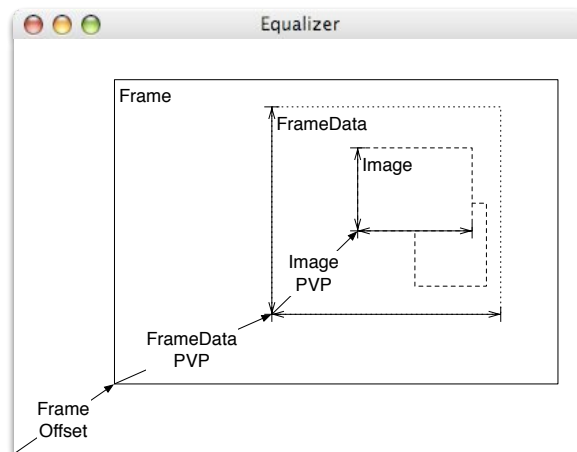 Equalizer
Frame
FrameData
Image
Image
PVP
FrameData
PVP
Frame
Offset